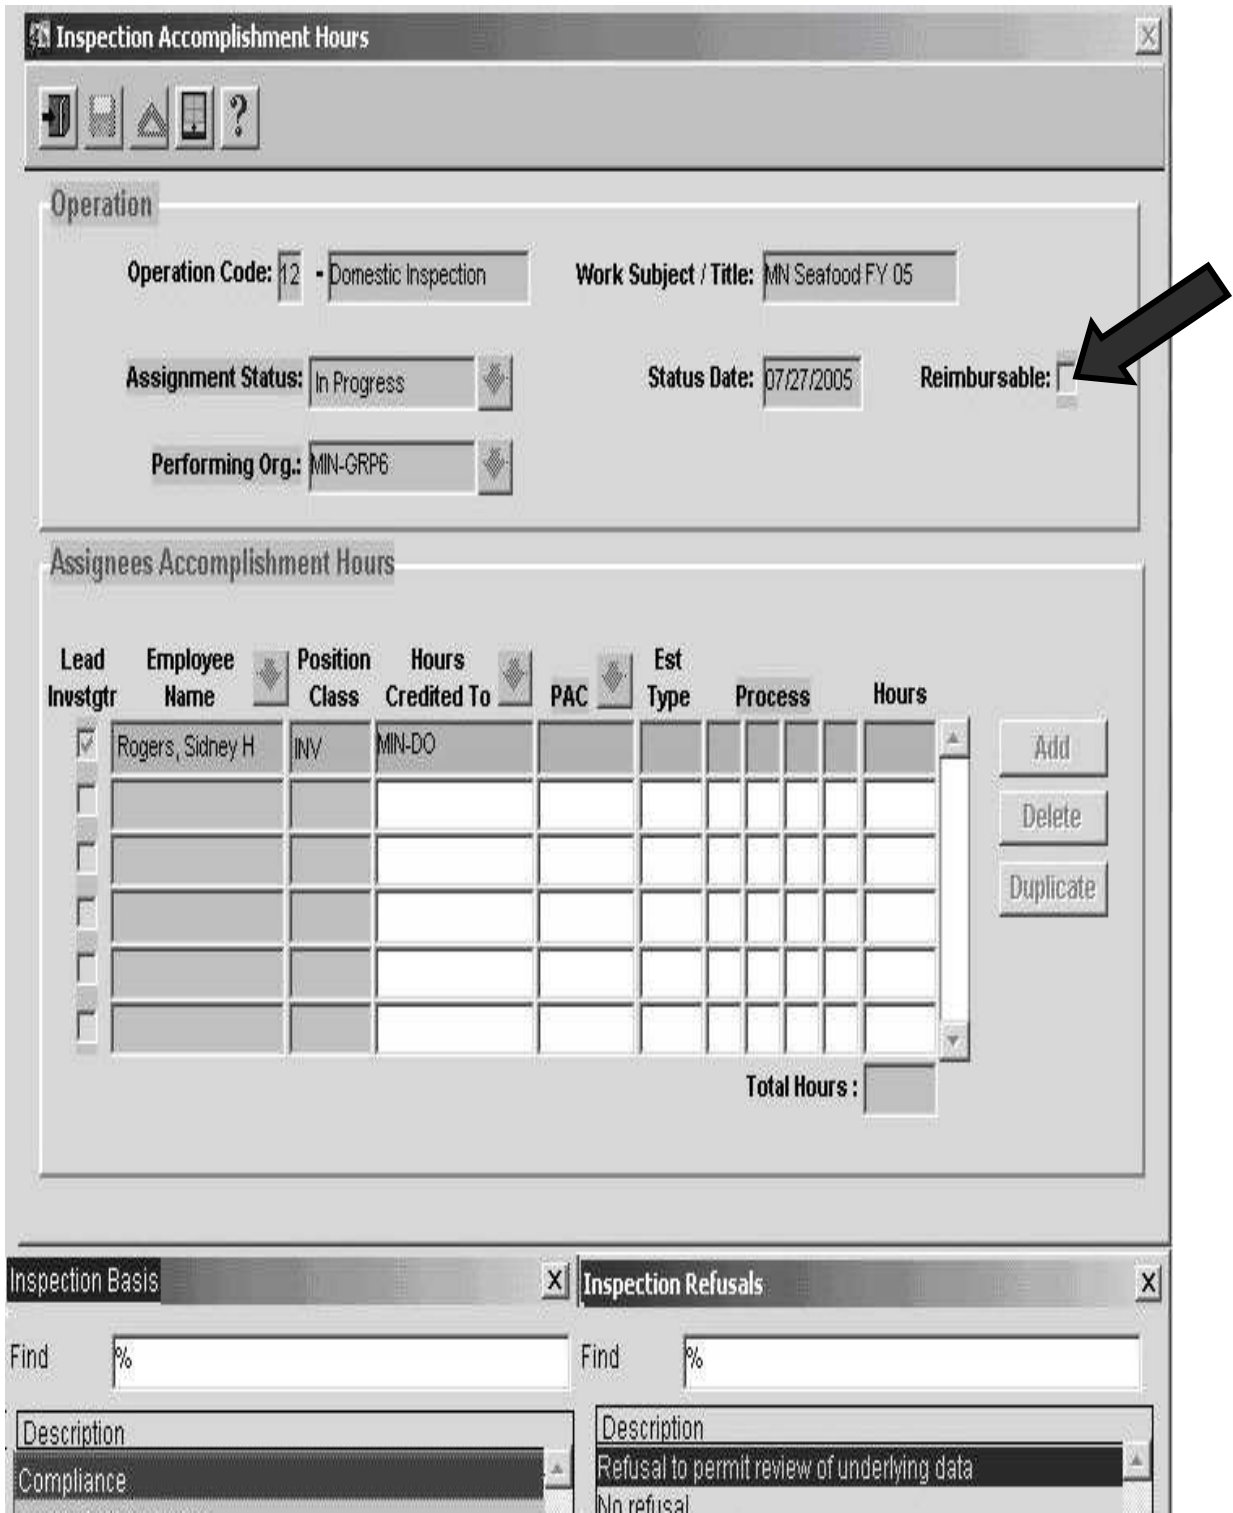 Inspection Accomplishment Hours
?
Operation
Operation Code: 12 - Domestic Inspection Work Subject / Title: MN Seafood FY 05
Assignment Status: In Progress Status Date: 07/27/2005 Reimbursable:
Performing Org.: MIN-GRP6
Assignees Accomplishment Hours
Lead Employee Position Hours Est
Invstgtr Name Class Credited To PAC Type Process Hours
Rogers, Sidney H INV MIN-DO Add
Delete
Duplicate
Total Hours :
Inspection Basis X Inspection Refusals X
Find % Find %
Description Description
Compliance Refusal to permit review of underlying data
No refusal